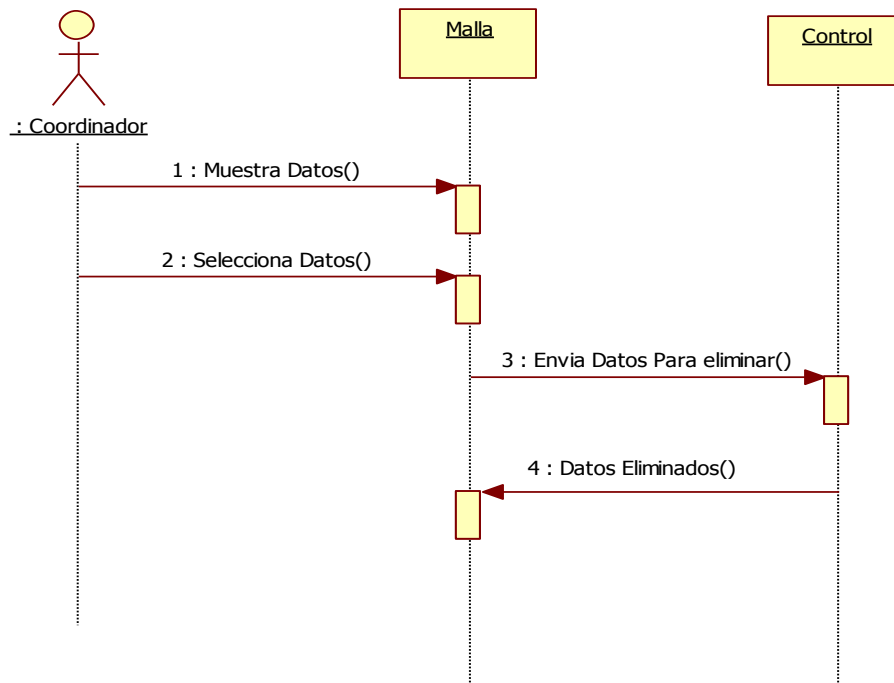 Malla
Control
: Coordinador
1 : Muestra Datos()
2 : Selecciona Datos()
3 : Envia Datos Para eliminar()
4 : Datos Eliminados()